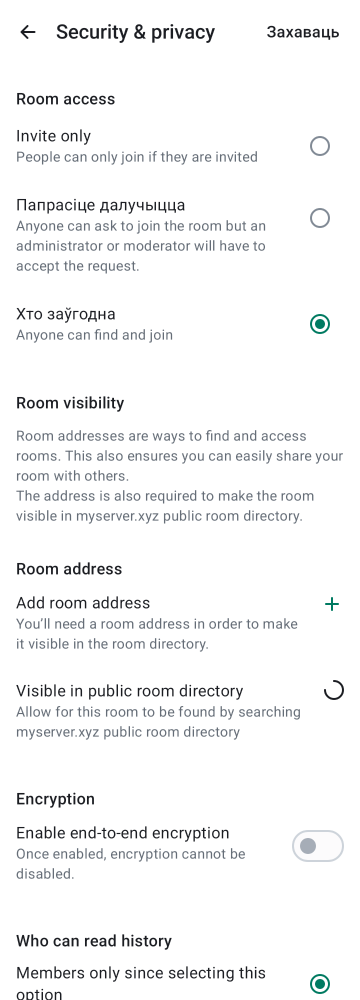 Security & privacy
Захаваць
Room access
Invite only
People can only join if they are invited
Папрасіце далучыцца
Anyone can ask to join the room but an
administrator or moderator will have to
accept the request.
Хто заўгодна
Anyone can find and join
Room visibility
Room addresses are ways to find and access
rooms. This also ensures you can easily share your
room with others.
The address is also required to make the room
visible in myserver.xyz public room directory.
Room address
Add room address
You'll need a room address in order to make
it visible in the room directory.
Visible in public room directory
Allow for this room to be found by searching
myserver.xyz public room directory
Encryption
Enable end-to-end encryption
Once enabled, encryption cannot be
disabled.
Who can read history
Members only since selecting this
option